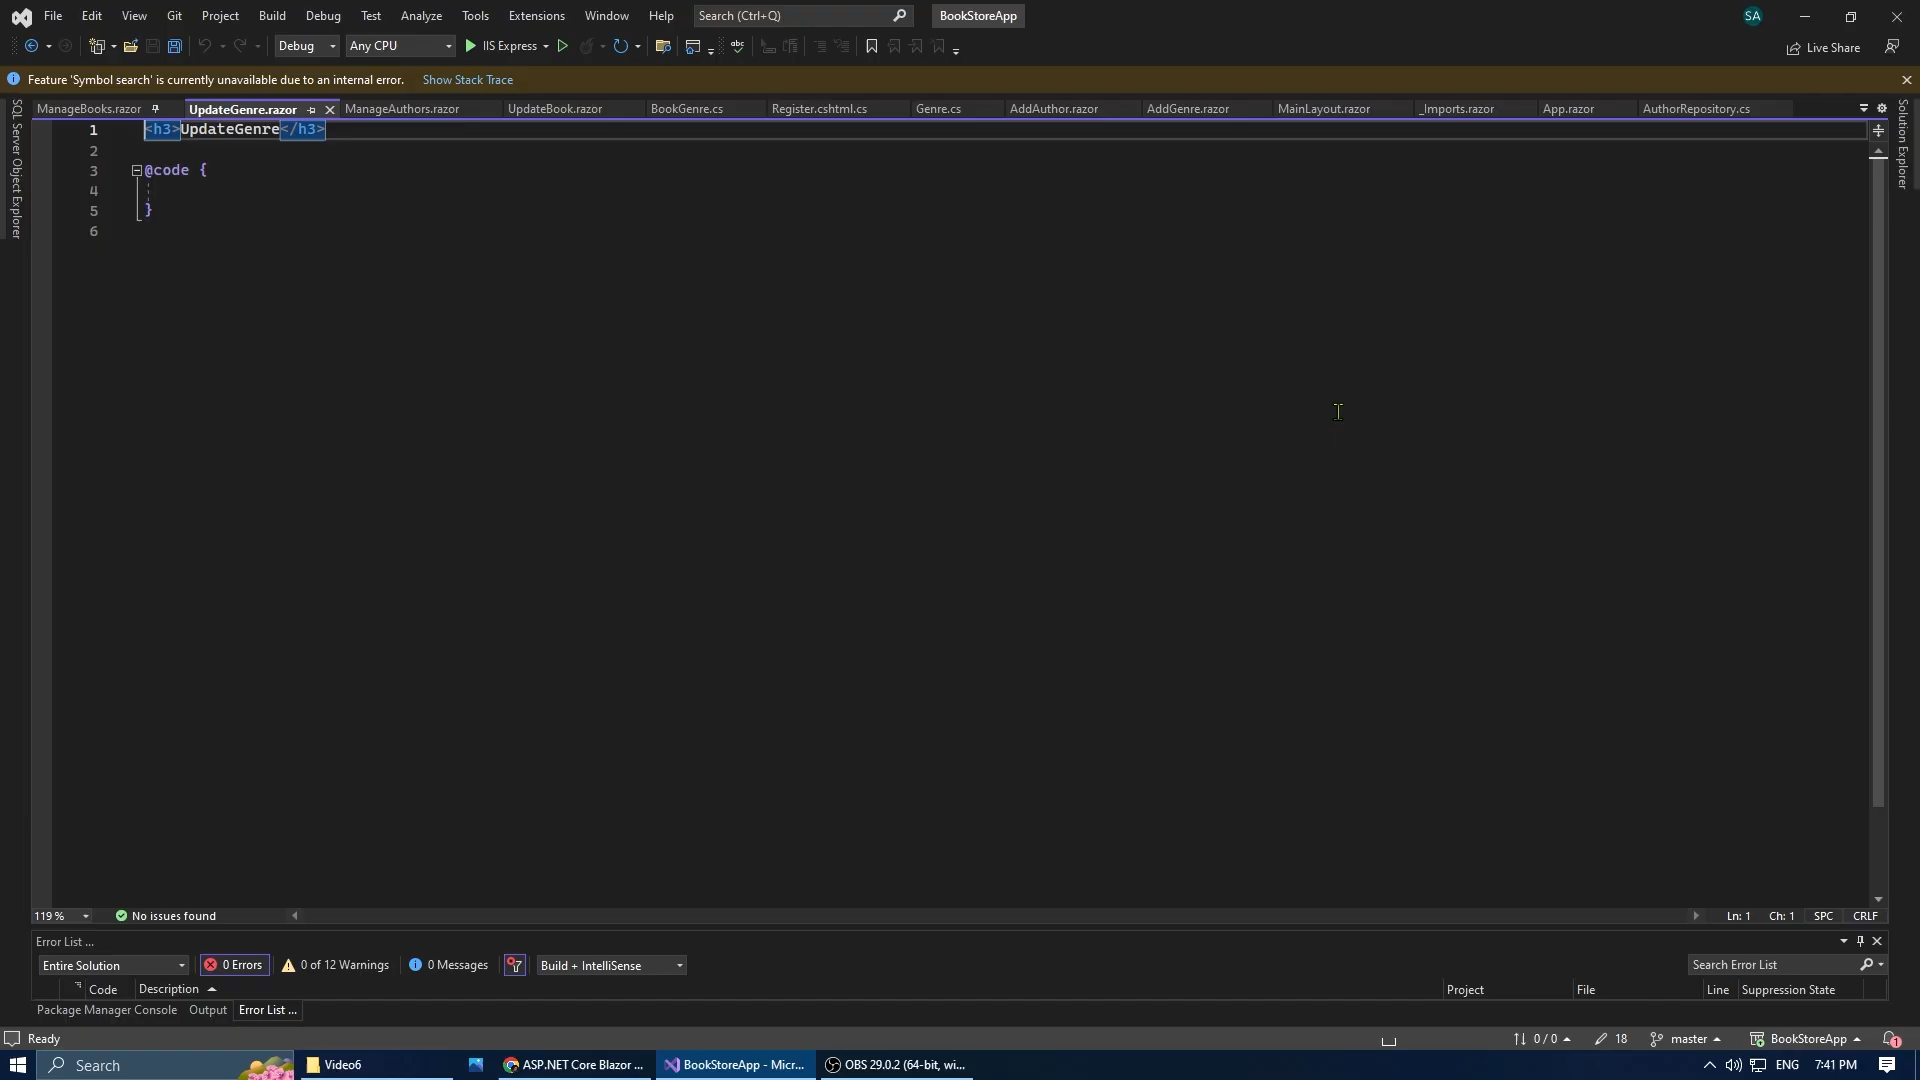 File Edit View Git Project Build Debug Test Analyze Tools Extensions Window Help Search (Ctrl+Q) BookStoreApp SA
Debug Any CPU IIS Express abc Live Share
Feature 'Symbol search' is currently unavailable due to an internal error. Show Stack Trace
ManageBooks.razor UpdateGenre.razor ManageAuthors.razor UpdateBook.razor BookGenre.cs Register.cshtml.cs Genre.cs AddAuthor.razor AddGenre.razor MainLayout.razor _Imports.razor App.razor AuthorRepository.cs
SQL Server Object Explorer
Solution Explorer
1 <h3>UpdateGenre</h3>
2
3 @code {
4
5 }
6
119 % No issues found Ln: 1 Ch: 1 SPC CRLF
Error List ...
Entire Solution 0 Errors 0 of 12 Warnings 0 Messages Build + IntelliSense Search Error List
Code Description Project File Line Suppression State
Package Manager Console Output Error List ...
Ready 0 / 0 18 master BookStoreApp 1
Search Video6 ASP.NET Core Blazor ... BookStoreApp - Micr... OBS 29.0.2 (64-bit, wi... ENG 7:41 PM